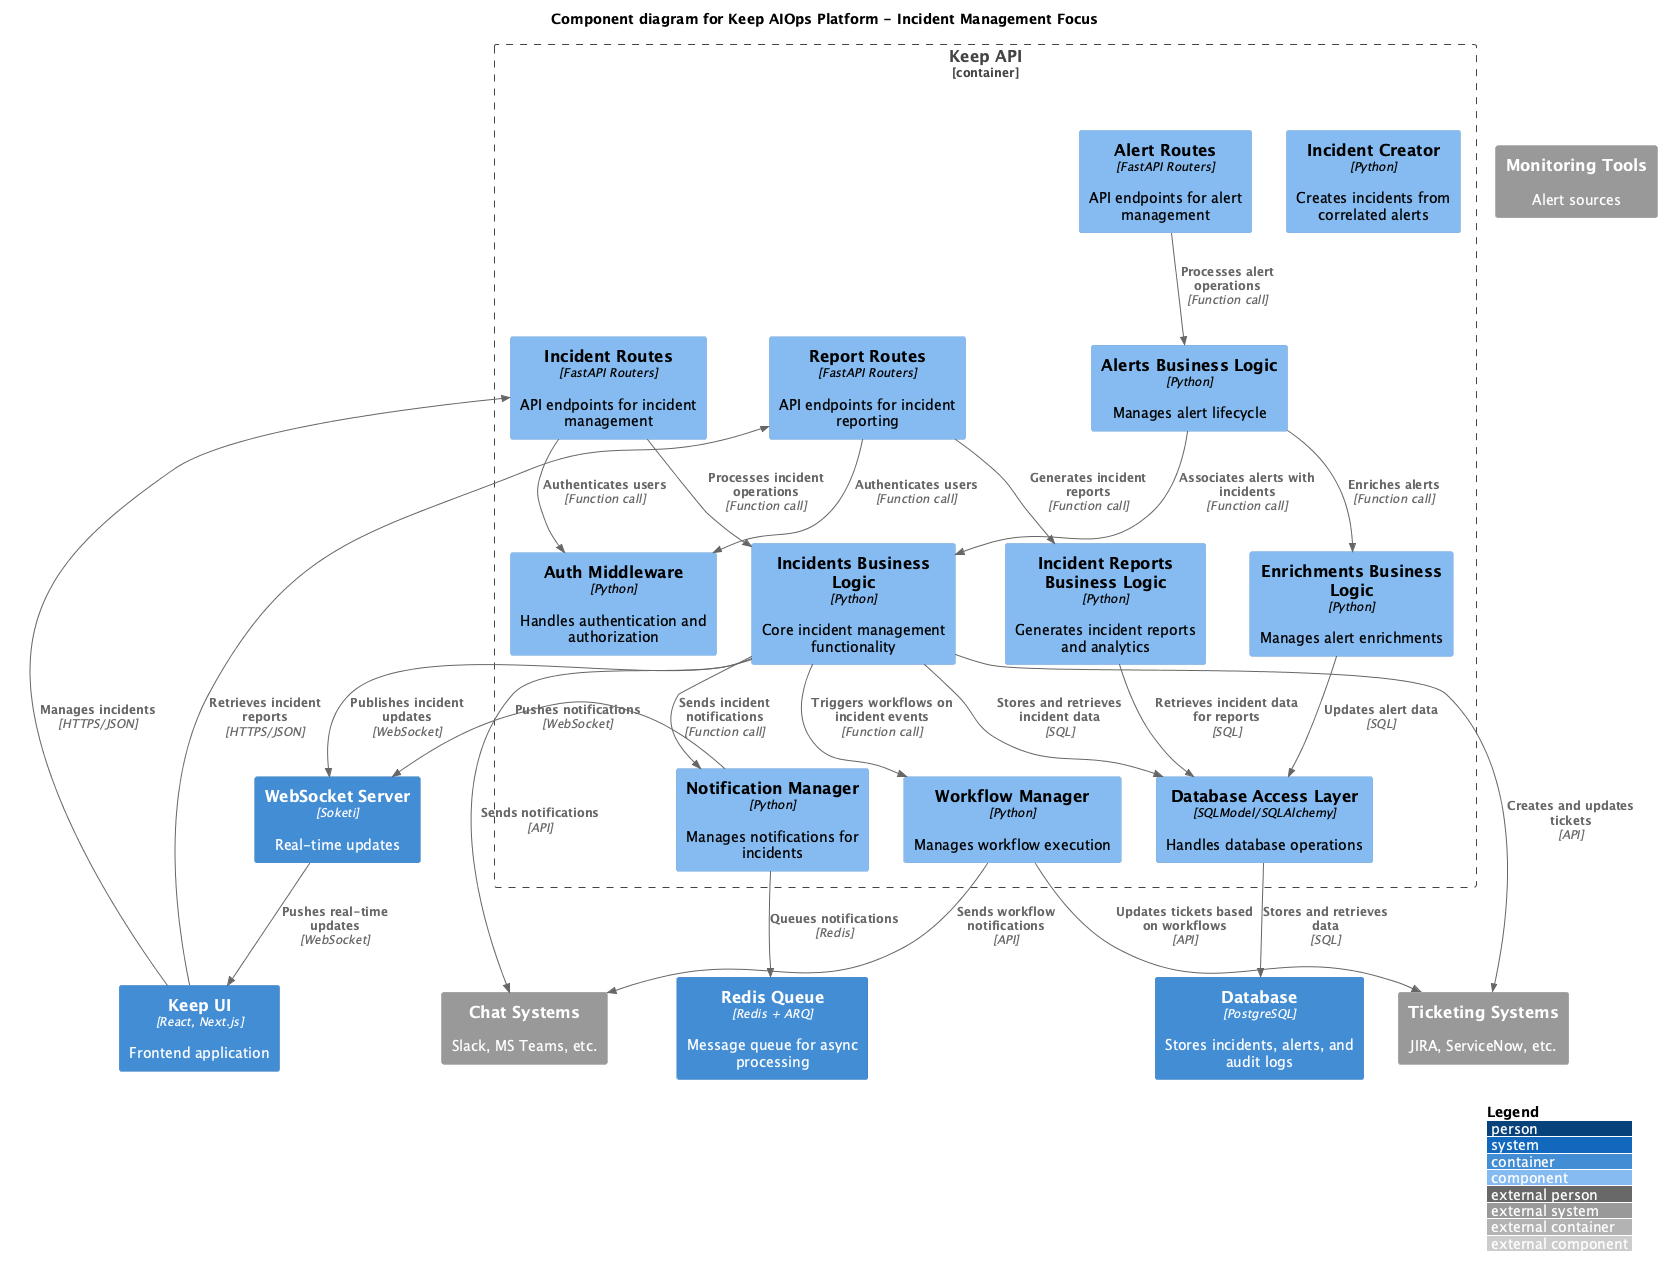 Component diagram for Keep AIOps Platform - Incident Management Focus
Keep API
[container]
Alert Routes
[FastAPI Routers]
API endpoints for alert
management
Incident Creator
[Python]
Creates incidents from
correlated alerts
Monitoring Tools
Alert sources
Processes alert
operations
[Function call]
Incident Routes
[FastAPI Routers]
API endpoints for incident
management
Report Routes
[FastAPI Routers]
API endpoints for incident
reporting
Alerts Business Logic
[Python]
Manages alert lifecycle
Authenticates users
[Function call]
Processes incident
operations
[Function call]
Authenticates users
[Function call]
Generates incident
reports
[Function call]
Associates alerts with
incidents
[Function call]
Enriches alerts
[Function call]
Auth Middleware
[Python]
Handles authentication and
authorization
Incidents Business
Logic
[Python]
Core incident management
functionality
Incident Reports
Business Logic
[Python]
Generates incident reports
and analytics
Enrichments Business
Logic
[Python]
Manages alert enrichments
Manages incidents
[HTTPS/JSON]
Retrieves incident
reports
[HTTPS/JSON]
Publishes incident
updates
[WebSocket]
Pushes notifications
[WebSocket]
Sends incident
notifications
[Function call]
Triggers workflows on
incident events
[Function call]
Stores and retrieves
incident data
[SQL]
Retrieves incident data
for reports
[SQL]
Updates alert data
[SQL]
WebSocket Server
[Soketi]
Real-time updates
Sends notifications
[API]
Notification Manager
[Python]
Manages notifications for
incidents
Workflow Manager
[Python]
Manages workflow execution
Database Access Layer
[SQLModel/SQLAlchemy]
Handles database operations
Creates and updates
tickets
[API]
Pushes real-time
updates
[WebSocket]
Queues notifications
[Redis]
Sends workflow
notifications
[API]
Updates tickets based
on workflows
[API]
Stores and retrieves
data
[SQL]
Keep UI
[React, Next.js]
Frontend application
Chat Systems
Slack, MS Teams, etc.
Redis Queue
[Redis + ARQ]
Message queue for async
processing
Database
[PostgreSQL]
Stores incidents, alerts, and
audit logs
Ticketing Systems
JIRA, ServiceNow, etc.
Legend
person
system
container
component
external person
external system
external container
external component